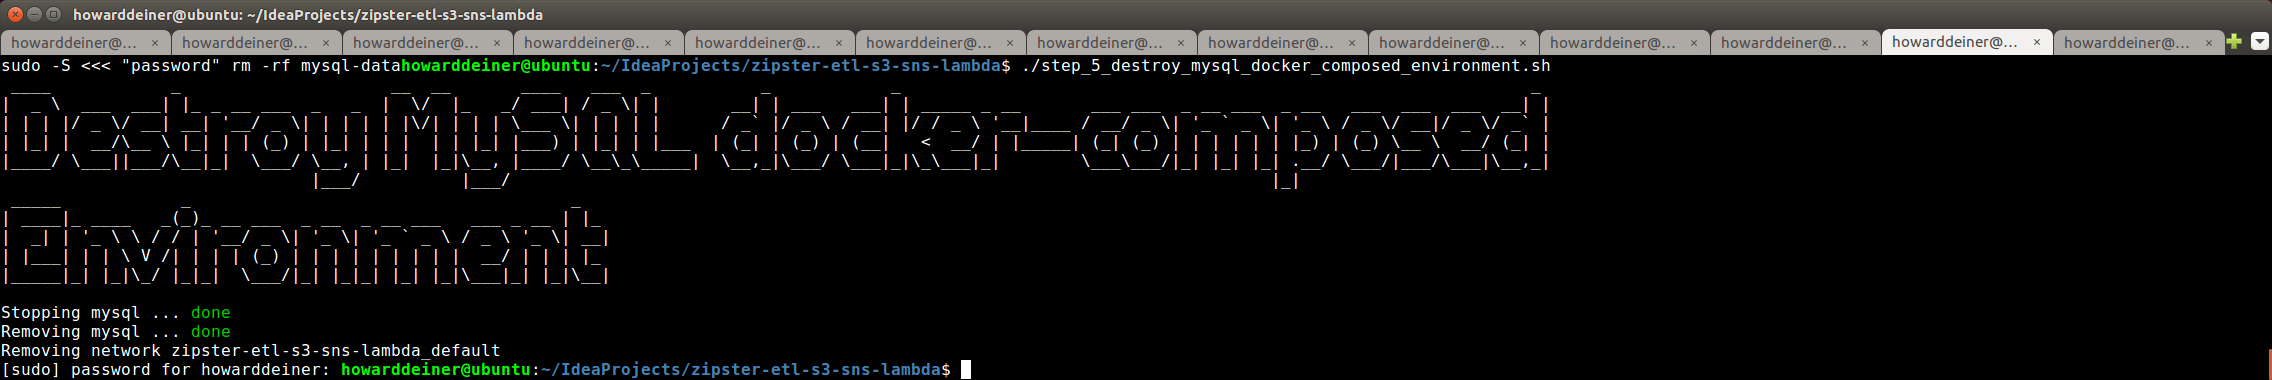 howarddeiner@ubuntu: ~/IdeaProjects/zipster-etl-s3-sns-lambda
howarddeiner@... × howarddeiner@... × howarddeiner@... × howarddeiner@... × howarddeiner@... × howarddeiner@... × howarddeiner@... × howarddeiner@... × howarddeiner@... × howarddeiner@... × howarddeiner@... × howarddeiner@... × howarddeiner@... ×
sudo -S <<< "password" rm -rf mysql-datahowarddeiner@ubuntu:~/IdeaProjects/zipster-etl-s3-sns-lambda$ ./step_5_destroy_mysql_docker_composed_environment.sh
Destroy MySQL docker-composed
Environment
Stopping mysql ... done
Removing mysql ... done
Removing network zipster-etl-s3-sns-lambda_default
[sudo] password for howarddeiner: howarddeiner@ubuntu:~/IdeaProjects/zipster-etl-s3-sns-lambda$